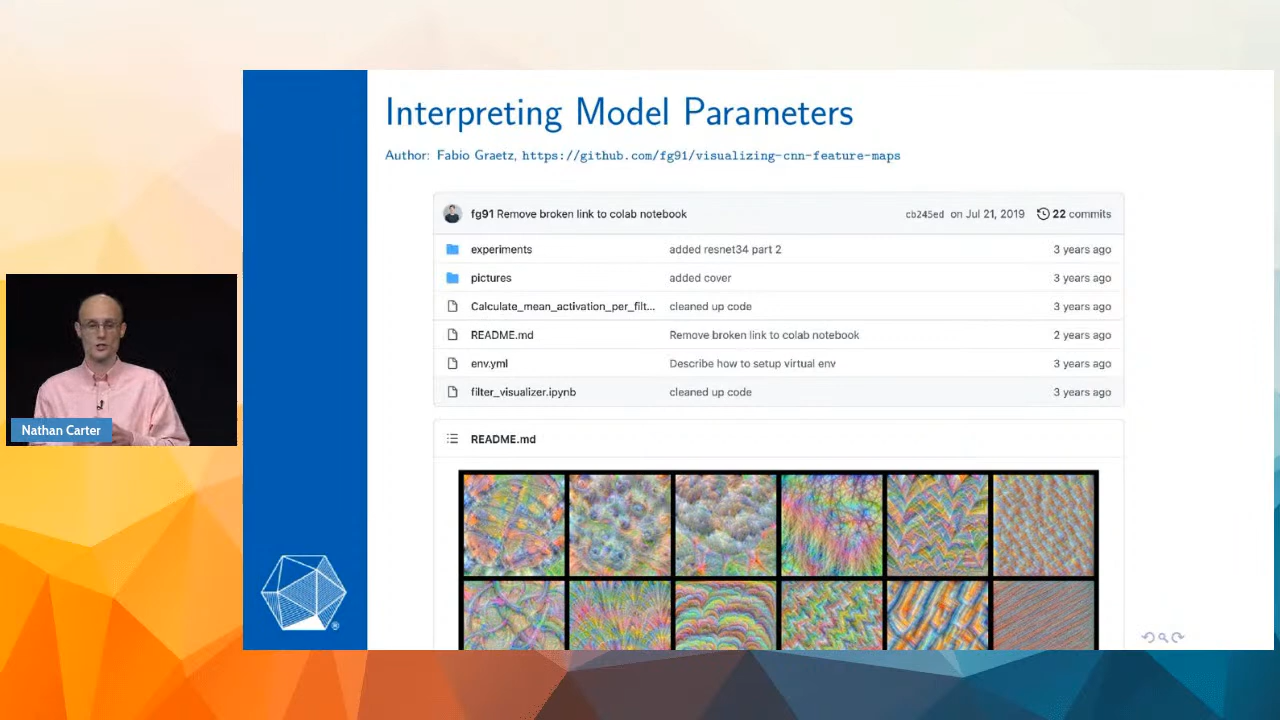 Interpreting Model Parameters
Author: Fabio Graetz, https://github.com/fg91/visualizing-cnn-feature-maps
fg91 Remove broken link to colab notebook cb245ed on Jul 21, 2019 22 commits
experiments added resnet34 part 2 3 years ago
pictures added cover 3 years ago
Calculate_mean_activation_per_filt... cleaned up code 3 years ago
README.md Remove broken link to colab notebook 2 years ago
env.yml Describe how to setup virtual env 3 years ago
filter_visualizer.ipynb cleaned up code 3 years ago
README.md
Nathan Carter
®